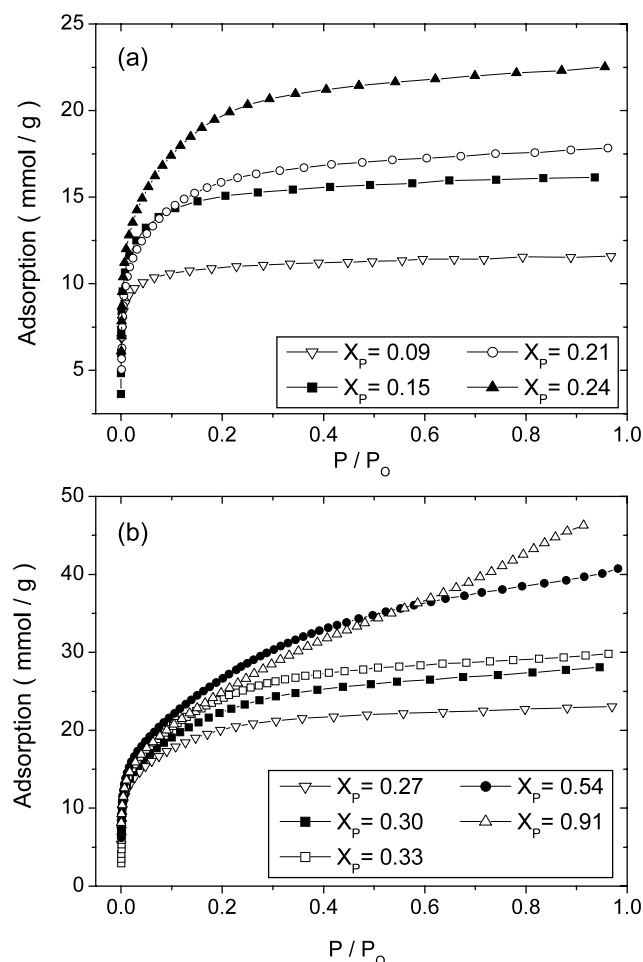 (a)
25
20
15
10
5
Adsorption ( mmol / g )
X_P = 0.09
X_P = 0.21
X_P = 0.15
X_P = 0.24
0.0 0.2 0.4 0.6 0.8 1.0
P / P_O
(b)
50
40
30
20
10
0
Adsorption ( mmol / g )
X_P = 0.27
X_P = 0.54
X_P = 0.30
X_P = 0.91
X_P = 0.33
0.0 0.2 0.4 0.6 0.8 1.0
P / P_O